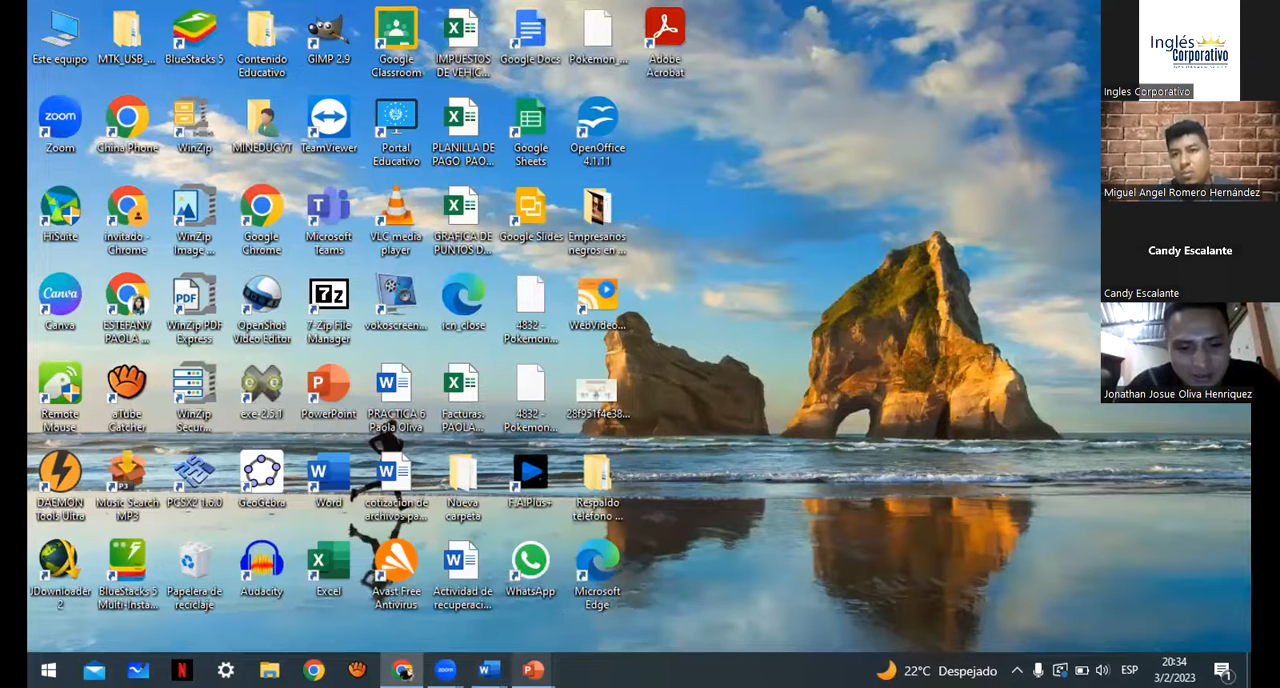 Este equipo
MTK_USB_...
BlueStacks 5
Contenido
Educativo
GIMP 2.9
Google
Classroom
IMPUESTOS
DE VEHÍC...
Google Docs
Pokemon_...
Adobe
Acrobat
zoom
Zoom
China Phone
WinZip
MINEDUCYT
TeamViewer
Portal
Educativo
PLANILLA DE
PAGO PAO...
Google
Sheets
OpenOffice
4.1.11
HiSuite
invitado -
Chrome
WinZip
Image ...
Google
Chrome
Microsoft
Teams
VLC media
player
GRAFICA DE
PUNTOS D...
Google Slides
Empresarios
negros en ...
Canva
Canva
ESTEFANY
PAOLA ...
PDF
WinZip PDF
Express
OpenShot
Video Editor
7z
7-Zip File
Manager
vokoscreen...
icn_close
4832 -
Pokemon...
WebVideo...
Remote
Mouse
aTube
Catcher
WinZip
Secur...
exe-2.5.1
PowerPoint
PRACTICA 6
Paola Oliva
Facturas.
PAOLA...
4832 -
Pokemon...
28f951f4e38...
DAEMON
Tools Ultra
Music Search
MP3
PCSX2 1.6.0
GeoGebra
Word
cotizacion de
archivos pa...
Nueva
carpeta
Respaldo
telefono ...
JDownloader
2
BlueStacks 5
Multi-Insta...
Papelera de
reciclaje
Audacity
Excel
Avast Free
Antivirus
Actividad de
recuperaci...
WhatsApp
Microsoft
Edge
Inglés
Corporativo
Ingles Corporativo
Miguel Angel Romero Hernández
Candy Escalante
Candy Escalante
Jonathan Josue Oliva Henriquez
22°C Despejado
ESP
20:34
3/2/2023
1